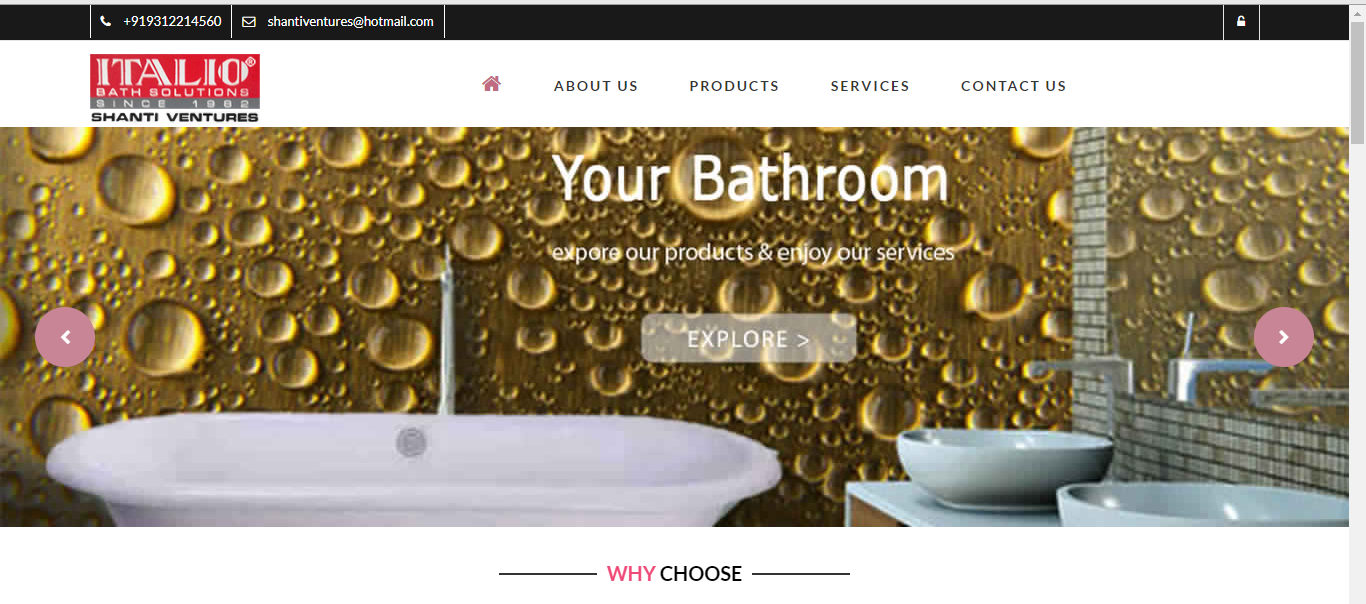 +919312214560 shantiventures@hotmail.com
ITALIO®
BATH SOLUTIONS
SINCE 1982
SHANTI VENTURES
ABOUT US PRODUCTS SERVICES CONTACT US
Your Bathroom
expore our products & enjoy our services
EXPLORE >
WHY CHOOSE